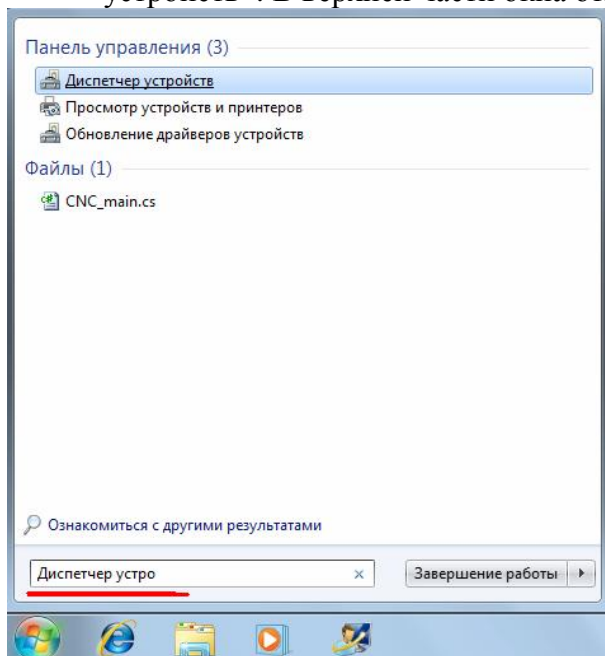 Панель управления (3)
Диспетчер устройств
Просмотр устройств и принтеров
Обновление драйверов устройств
Файлы (1)
CNC_main.cs
Ознакомиться с другими результатами
Диспетчер устро
Завершение работы